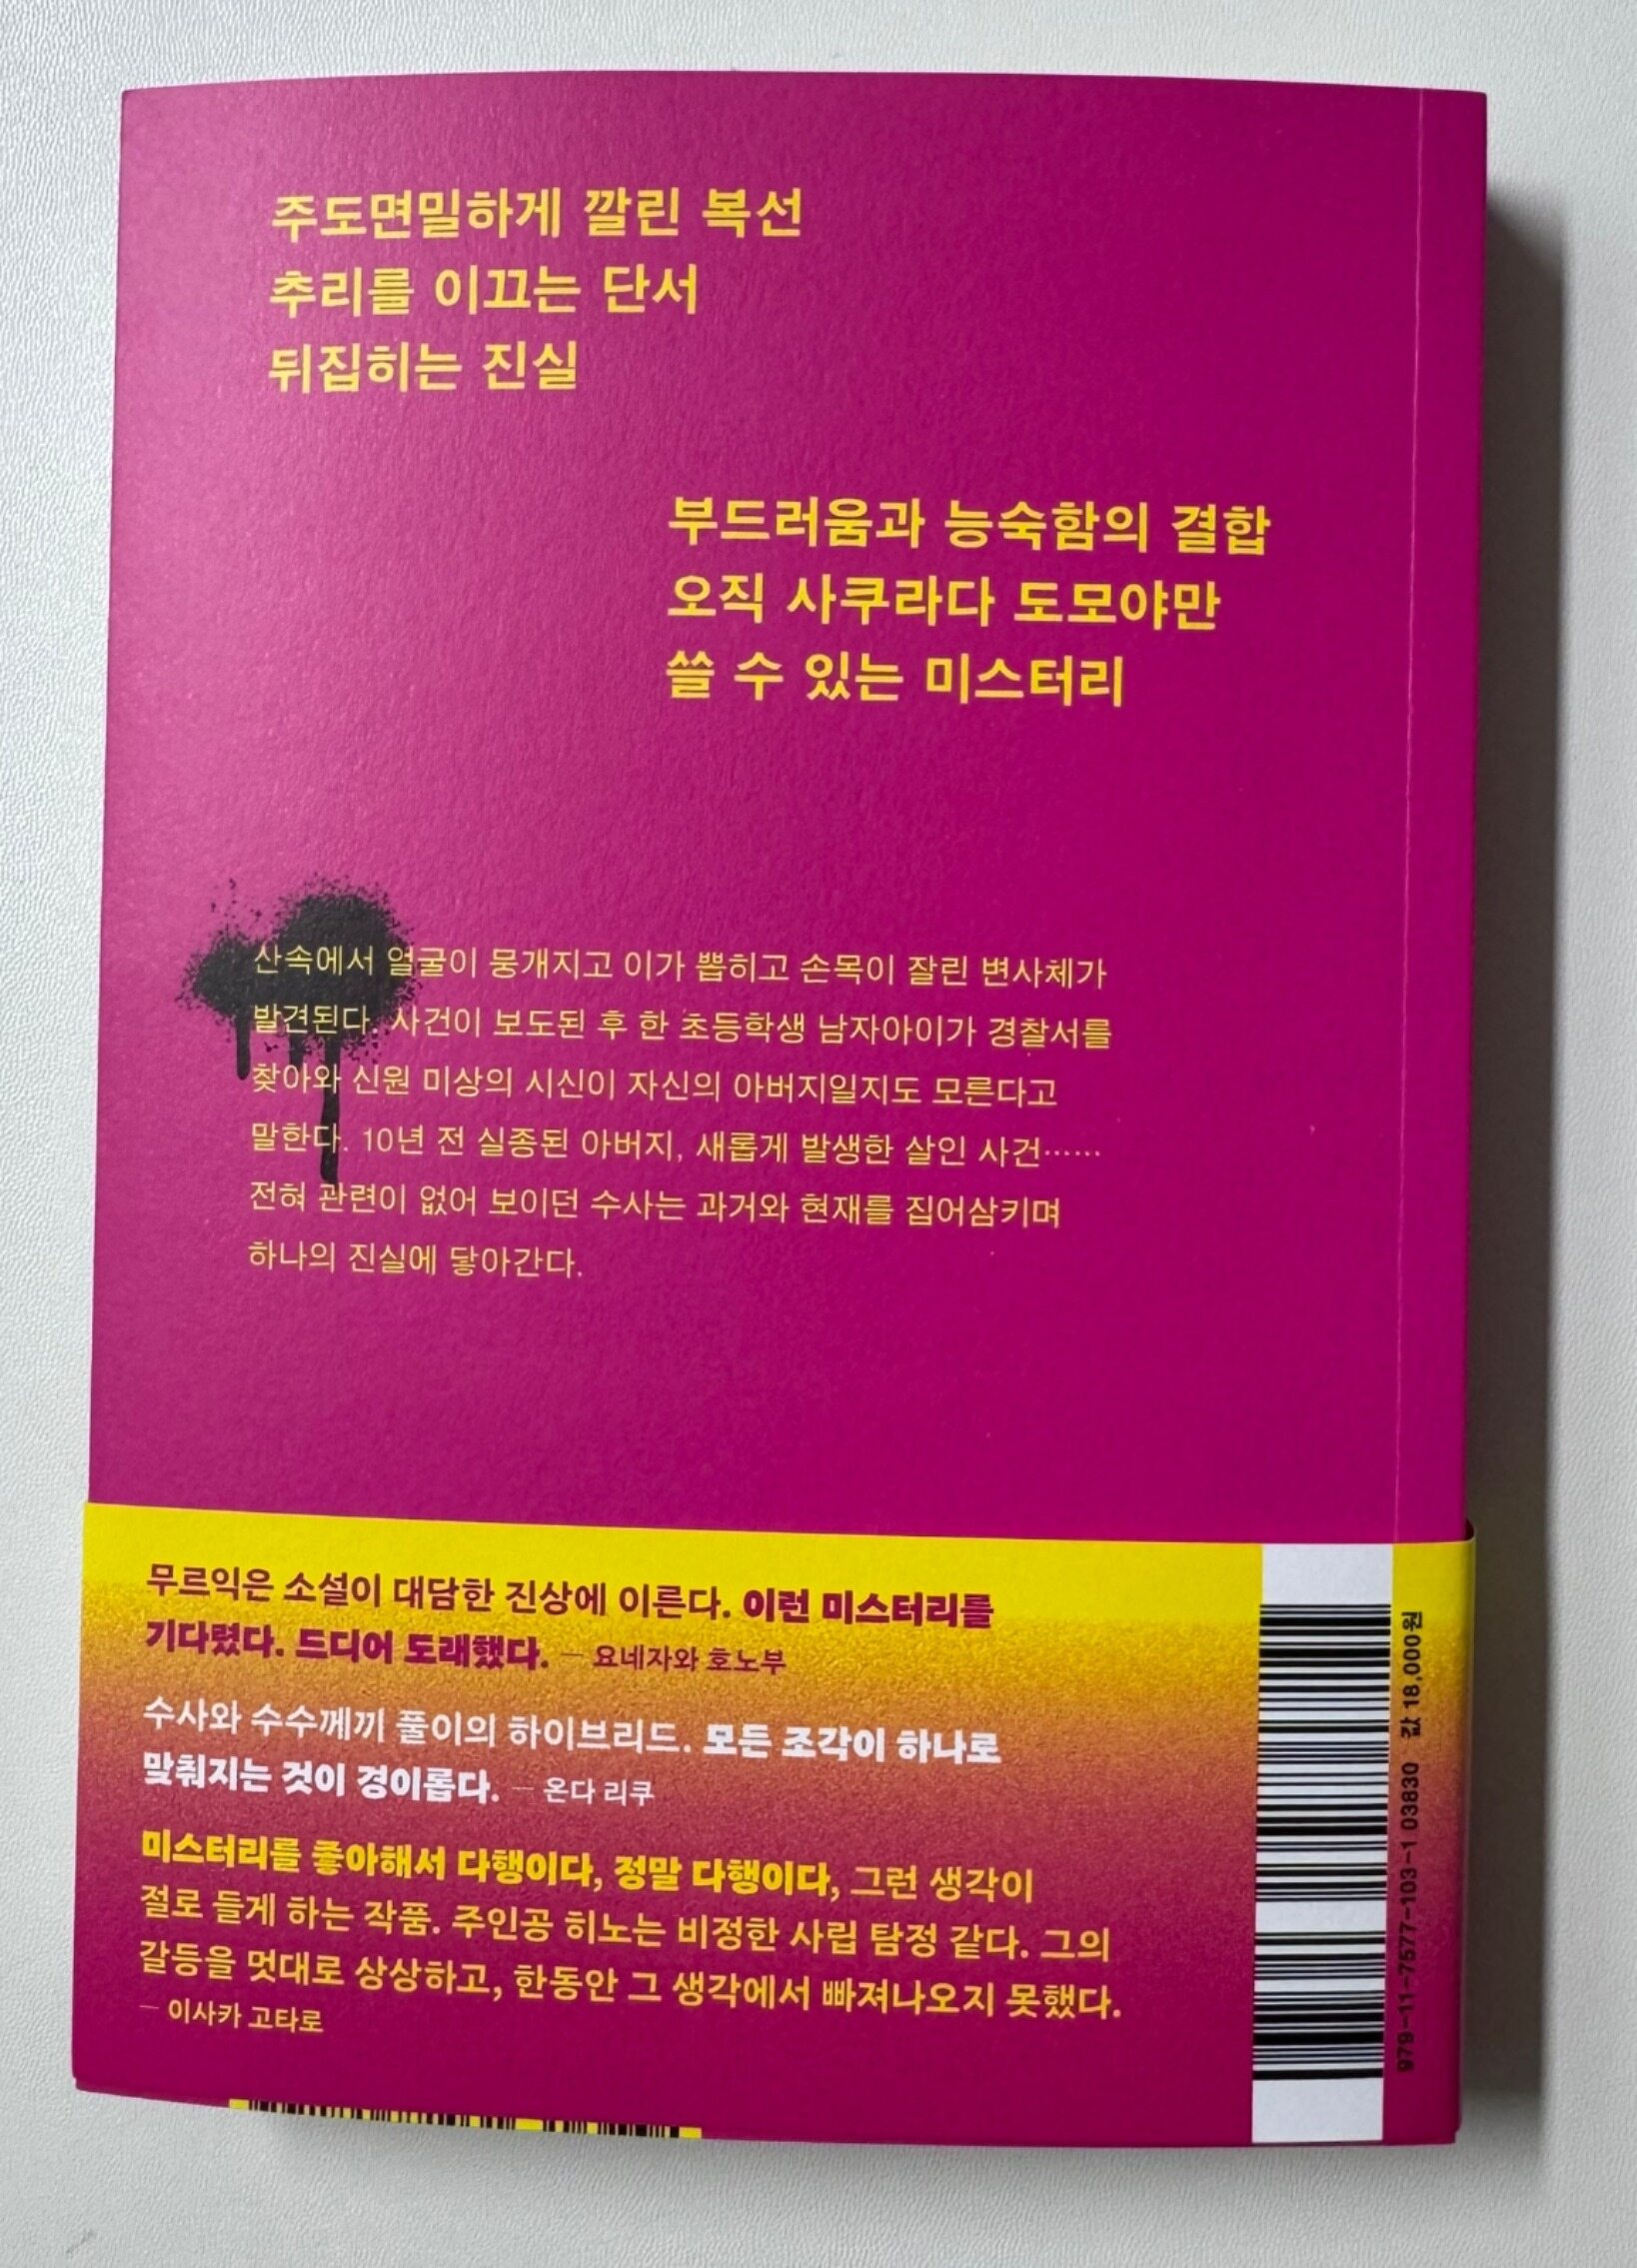 주도면밀하게 깔린 복선
추리를 이끄는 단서
뒤집히는 진실
부드러움과 능숙함의 결합
오직 사쿠라다 도모야만
쓸 수 있는 미스터리
산속에서 얼굴이 뭉개지고 이가 뽑히고 손목이 잘린 변사체가
발견된다. 사건이 보도된 후 한 초등학생 남자아이가 경찰서를
찾아와 신원 미상의 시신이 자신의 아버지일지도 모른다고
말한다. 10년 전 실종된 아버지, 새롭게 발생한 살인 사건……
전혀 관련이 없어 보이던 수사는 과거와 현재를 집어삼키며
하나의 진실에 닿아간다.
무르익은 소설이 대담한 진상에 이른다. 이런 미스터리를
기다렸다. 드디어 도래했다. — 요네자와 호노부
수사와 수수께끼 풀이의 하이브리드. 모든 조각이 하나로
맞춰지는 것이 경이롭다. — 온다 리쿠
미스터리를 좋아해서 다행이다, 정말 다행이다, 그런 생각이
절로 들게 하는 작품. 주인공 히노는 비정한 사립 탐정 같다. 그의
갈등을 멋대로 상상하고, 한동안 그 생각에서 빠져나오지 못했다.
— 이사카 고타로
979-11-7577-103-1 03830 값 18,000원